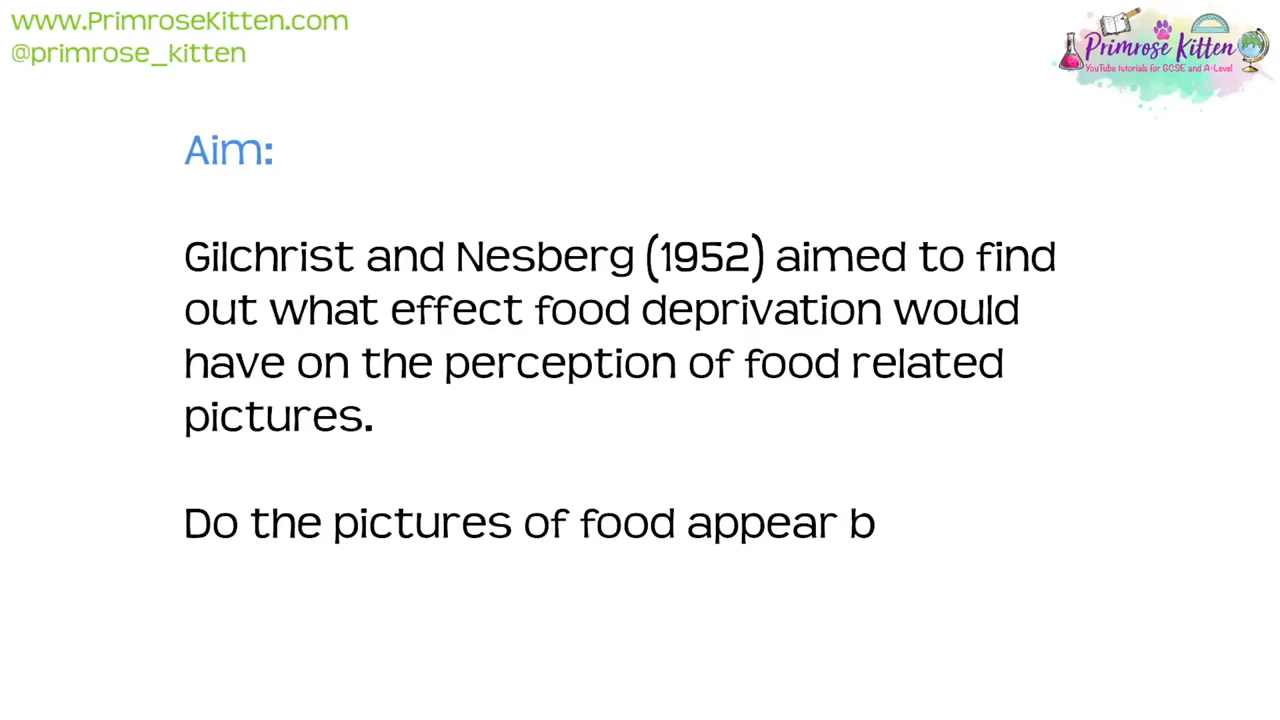 www.PrimroseKitten.com
@primrose_kitten
Primrose Kitten
YouTube tutorials for GCSE and A-Level
Aim:
Gilchrist and Nesberg (1952) aimed to find
out what effect food deprivation would
have on the perception of food related
pictures.
Do the pictures of food appear b